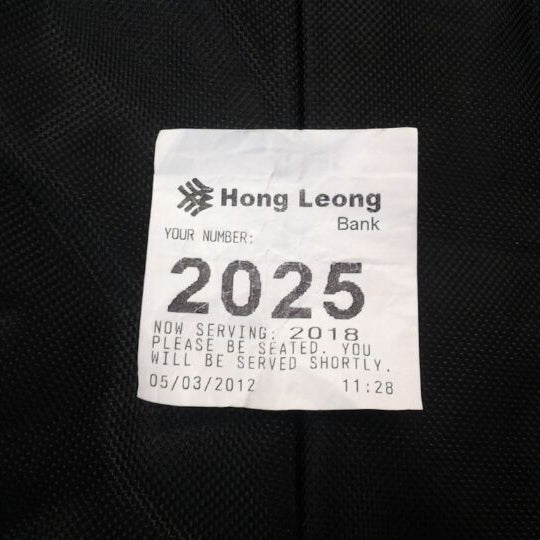 Hong Leong
Bank
YOUR NUMBER:
2025
NOW SERVING: 2018
PLEASE BE SEATED. YOU
WILL BE SERVED SHORTLY.
05/03/2012 11:28